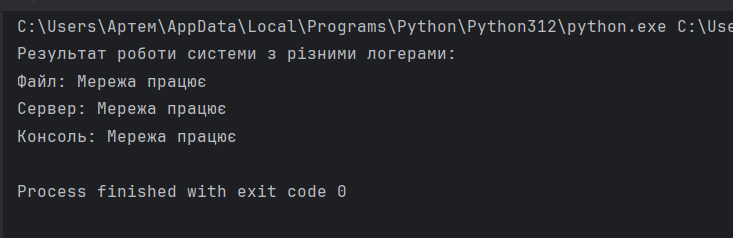 C:\Users\Артем\AppData\Local\Programs\Python\Python312\python.exe C:\Use
Результат роботи системи з різними логерами:
Файл: Мережа працює
Сервер: Мережа працює
Консоль: Мережа працює
Process finished with exit code 0